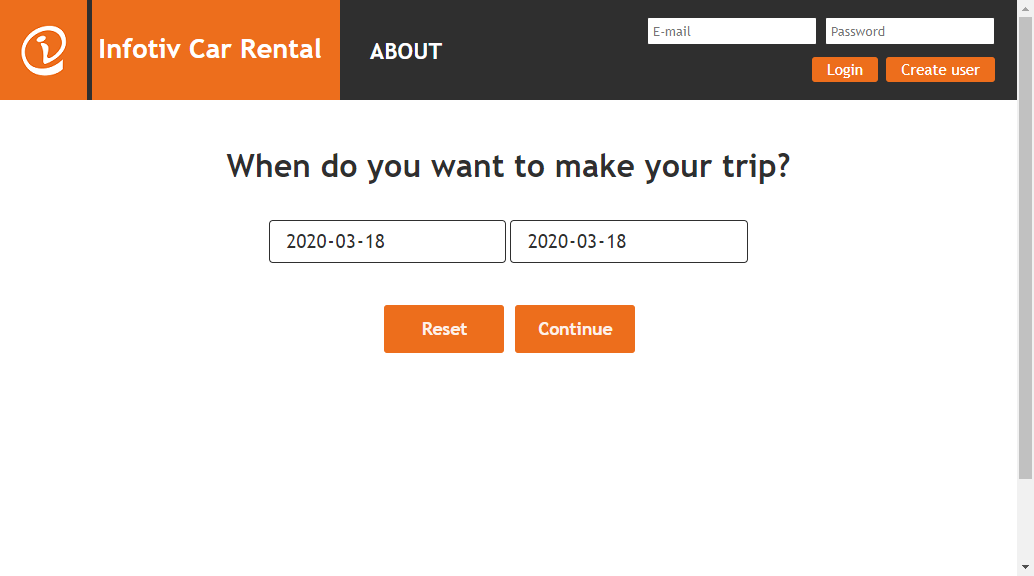 Infotiv Car Rental
ABOUT
E-mail
Password
Login
Create user
When do you want to make your trip?
2020-03-18
2020-03-18
Reset
Continue